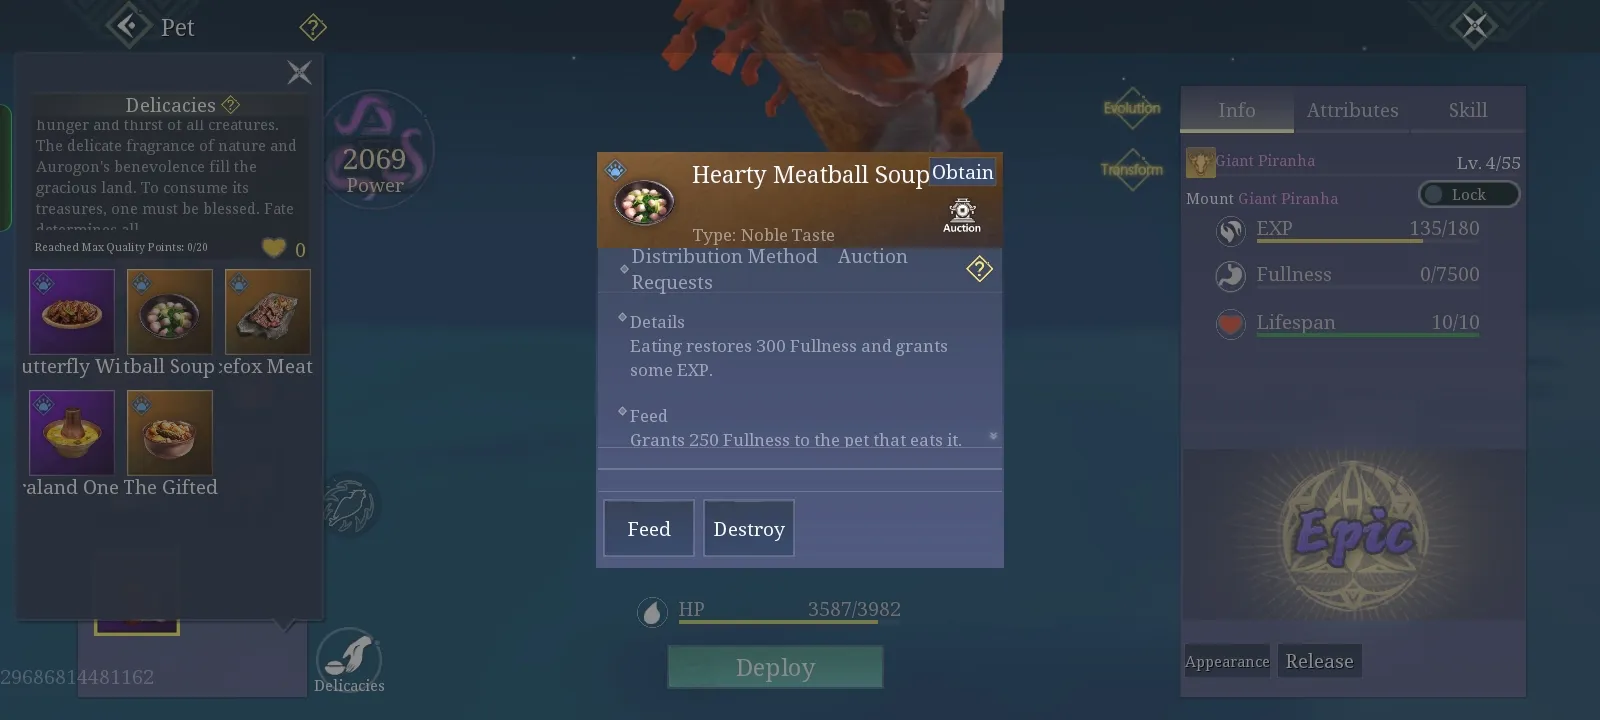 Pet
Delicacies
hunger and thirst of all creatures.
The delicate fragrance of nature and
Aurogon's benevolence fill the
gracious land. To consume its
treasures, one must be blessed. Fate
determines all
Reached Max Quality Points: 0/20
0
utterfly Wi
tball Soup
efox Meat
aland One
The Gifted
29686814481162
Delicacies
2069
Power
Hearty Meatball Soup
Obtain
Auction
Type: Noble Taste
Distribution Method Auction
Requests
Details
Eating restores 300 Fullness and grants
some EXP.
Feed
Grants 250 Fullness to the pet that eats it.
Feed
Destroy
HP 3587/3982
Deploy
Evolution
Transform
Info
Attributes
Skill
Giant Piranha
Lv. 4/55
Mount Giant Piranha
Lock
EXP 135/180
Fullness 0/7500
Lifespan 10/10
Epic
Appearance
Release